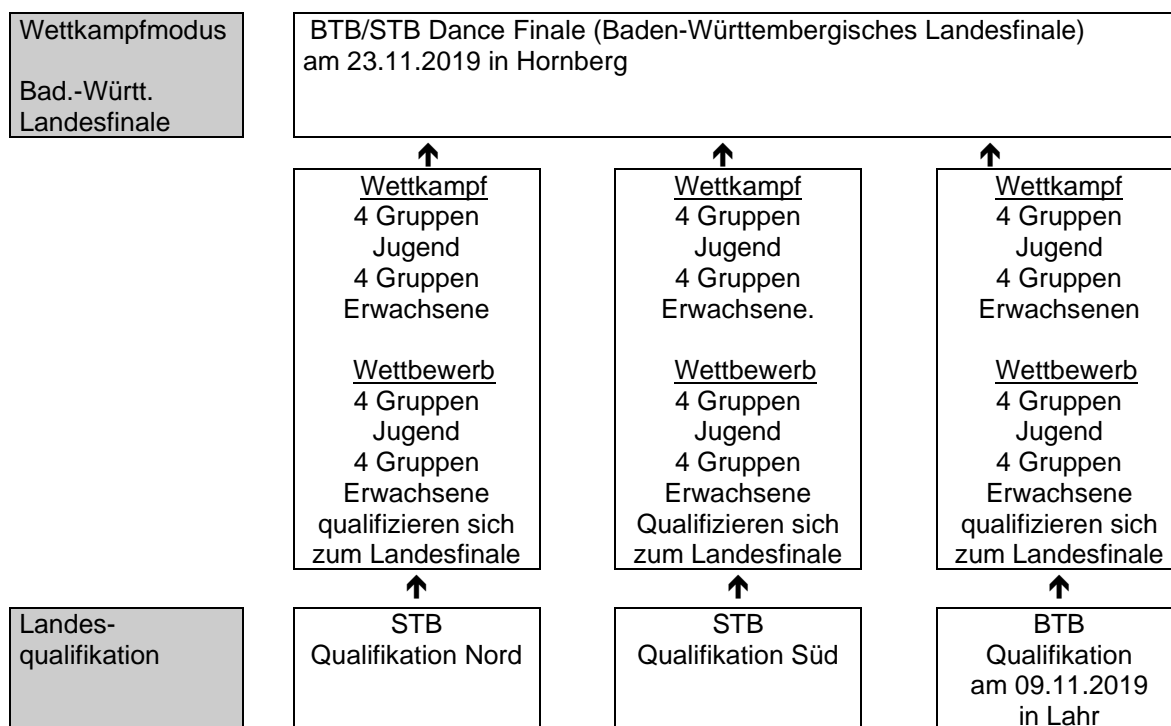 Wettkampfmodus
Bad.-Württ.
Landesfinale
BTB/STB Dance Finale (Baden-Württembergisches Landesfinale)
am 23.11.2019 in Hornberg
Wettkampf
4 Gruppen
Jugend
4 Gruppen
Erwachsene
Wettbewerb
4 Gruppen
Jugend
4 Gruppen
Erwachsene
qualifizieren sich
zum Landesfinale
Wettkampf
4 Gruppen
Jugend
4 Gruppen
Erwachsene.
Wettbewerb
4 Gruppen
Jugend
4 Gruppen
Erwachsene
Qualifizieren sich
zum Landesfinale
Wettkampf
4 Gruppen
Jugend
4 Gruppen
Erwachsenen
Wettbewerb
4 Gruppen
Jugend
4 Gruppen
Erwachsene
qualifizieren sich
zum Landesfinale
Landes-
qualifikation
STB
Qualifikation Nord
STB
Qualifikation Süd
BTB
Qualifikation
am 09.11.2019
in Lahr